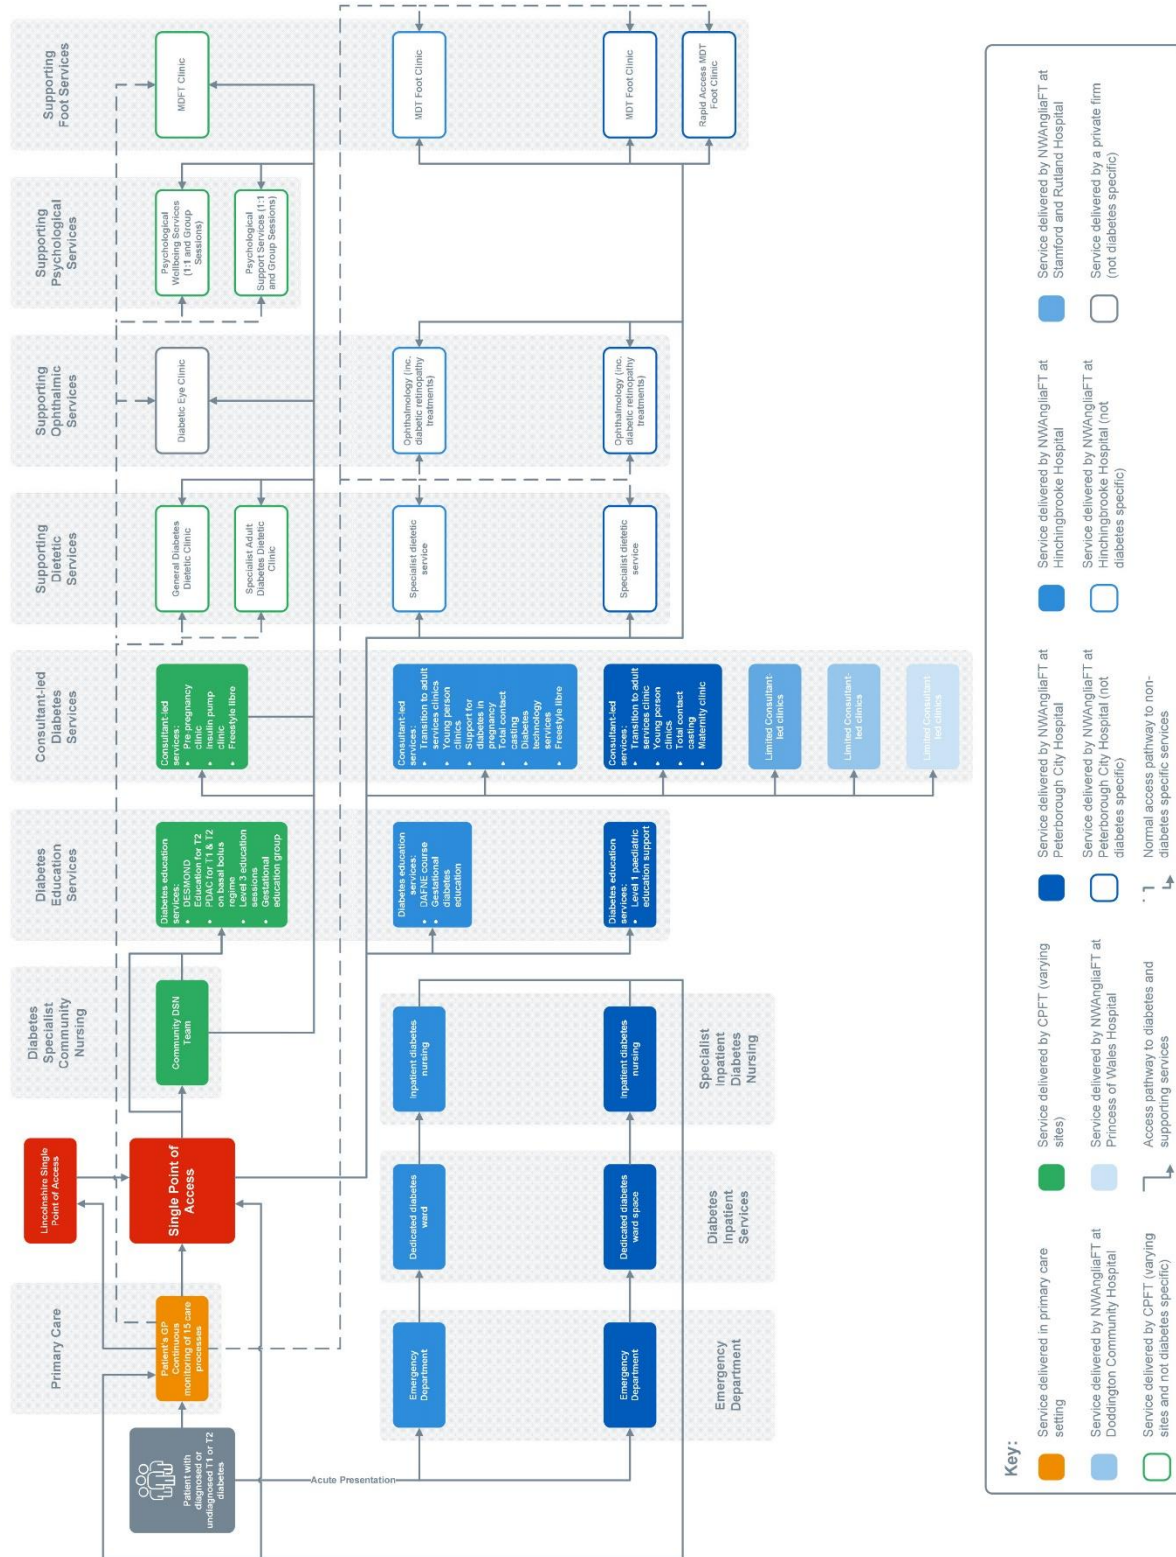 Primary Care
Diabetes
Specialist
Community
Nursing
Diabetes
Education
Services
Consultant-led
Diabetes
Services
Supporting
Dietetic
Services
Supporting
Ophthalmic
Services
Supporting
Psychological
Services
Supporting
Foot Services
Patient with
diagnosed or
undiagnosed T1 or T2
diabetes
Patient's GP
Continuous
monitoring of 15 care
processes
Lincolnshire Single
Point of Access
Single Point of
Access
Community DSN
Team
Diabetes education
services:
• DESMOND
Education for T2
• PDAC for T1 & T2
on basal bolus
regime
• Level 3 education
sessions
• Gestational
education group
Consultant-led
services:
• Pre-pregnancy
clinic
• Insulin pump
clinic
• Freestyle libre
General Diabetes
Dietetic Clinic
Specialist Adult
Diabetes Dietetic
Clinic
Diabetic Eye Clinic
Psychological
Wellbeing Services
(1:1 and Group
Sessions)
Psychological
Support Services (1:1
and Group Sessions)
MDFT Clinic
Acute Presentation
Emergency
Department
Dedicated diabetes
ward
Inpatient diabetes
nursing
Diabetes education
services:
• DAFNE course
• Gestational
diabetes
education
Consultant-led
services:
• Transition to adult
services clinics
• Young person
clinics
• Support for
diabetes in
pregnancy
• Total contact
casting
• Diabetes
technology
services
• Freestyle libre
Specialist dietetic
service
Ophthalmology (inc.
diabetic retinopathy
treatments)
MDT Foot Clinic
Emergency
Department
Dedicated diabetes
ward space
Inpatient diabetes
nursing
Diabetes education
services:
• Level 1 paediatric
education support
Consultant-led
services:
• Transition to adult
services clinic
• Young person
clinics
• Total contact
casting
• Maternity clinic
Specialist dietetic
service
Ophthalmology (inc.
diabetic retinopathy
treatments)
MDT Foot Clinic
Rapid Access MDT
Foot Clinic
Limited Consultant
led clinics
Limited Consultant-
led clinics
Limited Consultant
led clinics
Emergency
Department
Diabetes
Inpatient
Services
Specialist
Inpatient
Diabetes
Nursing
Key:
Service delivered in primary care
setting
Service delivered by CPFT (varying
sites)
Service delivered by NWAngliaFT at
Peterborough City Hospital
Service delivered by NWAngliaFT at
Hinchingbrooke Hospital
Service delivered by NWAngliaFT at
Stamford and Rutland Hospital
Service delivered by NWAngliaFT at
Doddington Community Hospital
Service delivered by NWAngliaFT at
Princess of Wales Hospital
Service delivered by NWAngliaFT at
Peterborough City Hospital (not
diabetes specific)
Service delivered by NWAngliaFT at
Hinchingbrooke Hospital (not
diabetes specific)
Service delivered by a private firm
(not diabetes specific)
Service delivered by CPFT (varying
sites and not diabetes specific)
Access pathway to diabetes and
supporting services
Normal access pathway to non-
diabetes specific services